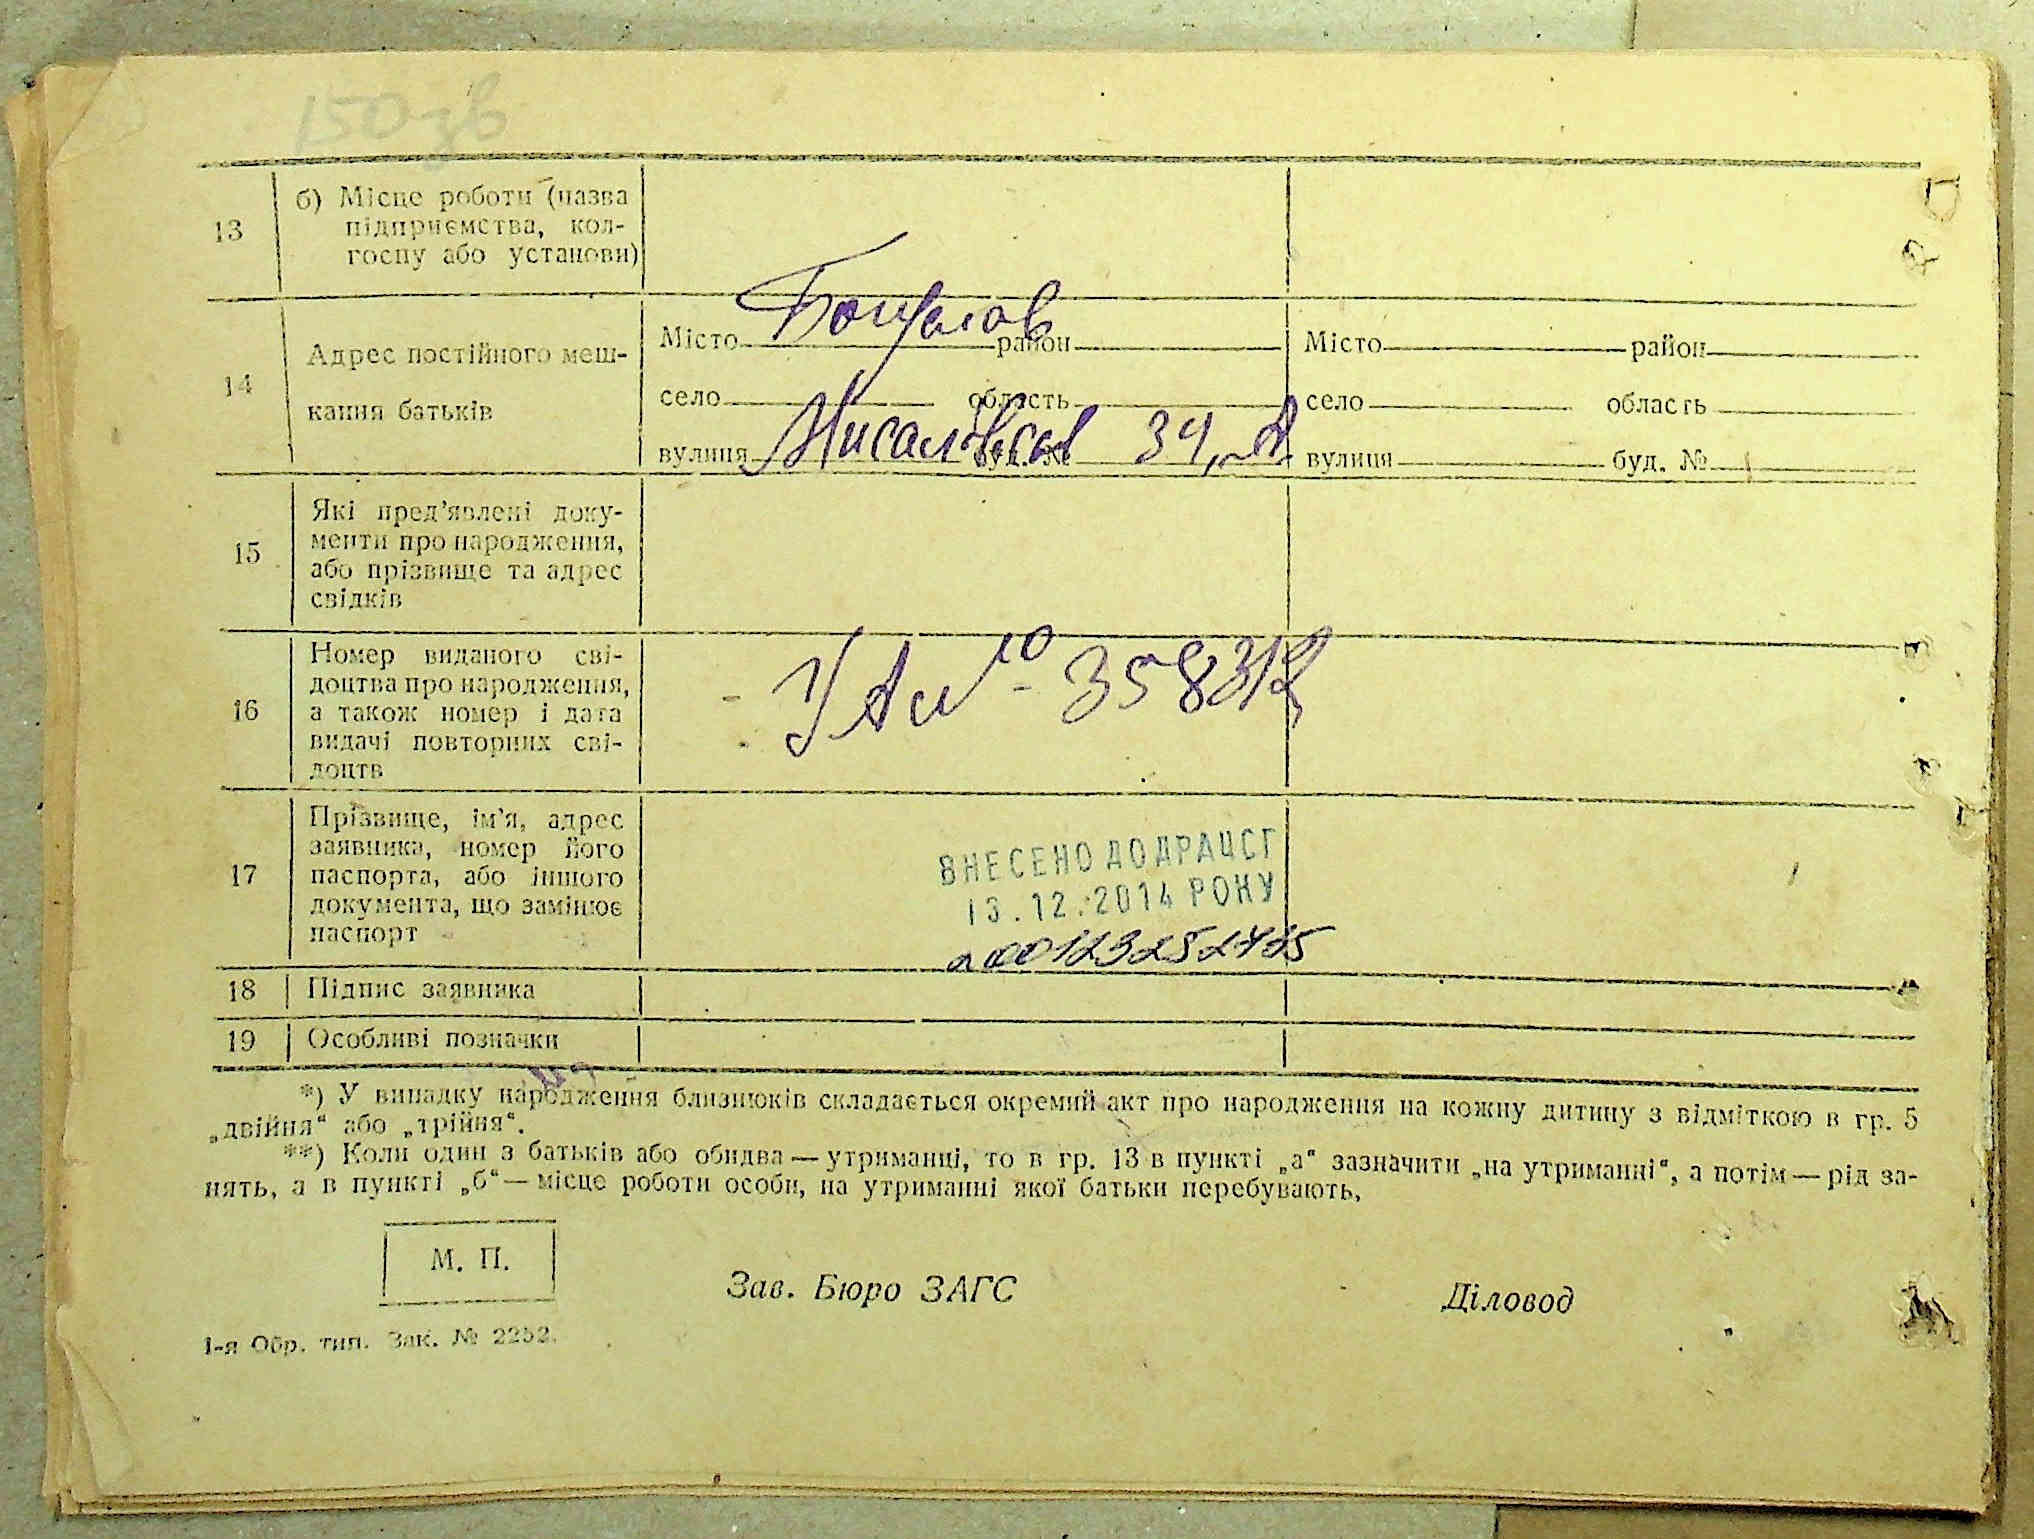 150 зв
13
б) Місце роботи (назва
підприємства, кол-
госпу або установи)
14
Адрес постійного меш-
кання батьків
Місто район
село область
вулиця буд. № 34, А
Місто район
село область
вулиця буд. №
15
Які пред'явлені доку-
менти про народження,
або прізвище та адрес
свідків
16
Номер виданого сві-
доцтва про народження,
а також номер і дата
видачі повторних сві-
доцтв
17
Прізвище, ім'я, адрес
заявника, номер його
паспорта, або іншого
документа, що замінює
паспорт
ВНЕСЕНО ДО ДРАЦСГ
13.12.2014 РОКУ
18 Підпис заявника
19 Особливі позначки
*) У випадку народження близнюків складається окремий акт про народження на кожну дитину з відміткою в гр. 5
„двійня“ або „трійня“.
**) Коли один з батьків або обидва — утриманці, то в гр. 13 в пункті „а“ зазначити „на утриманні“, а потім — рід за-
нять, а в пункті „б“ — місце роботи особи, на утриманні якої батьки перебувають,
М. П.
Зав. Бюро ЗАГС
Діловод
1-я Обр. тип. Зак. № 2252.